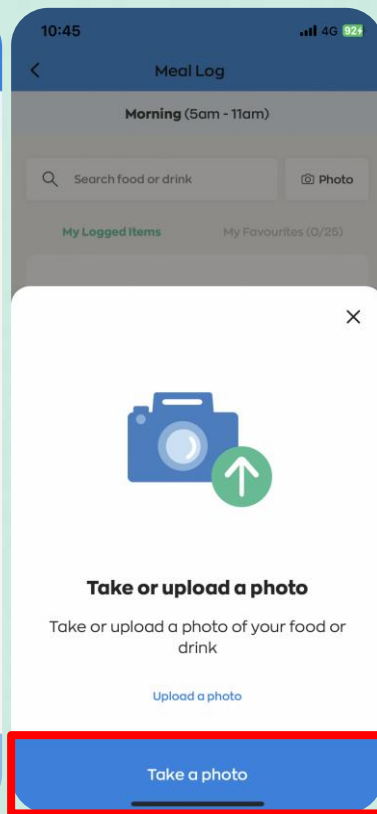 10:45
4G 92
Meal Log
Morning (5am - 11am)
Search food or drink
Photo
My Logged Items
My Favourites (0/25)
Take or upload a photo
Take or upload a photo of your food or
drink
Upload a photo
Take a photo